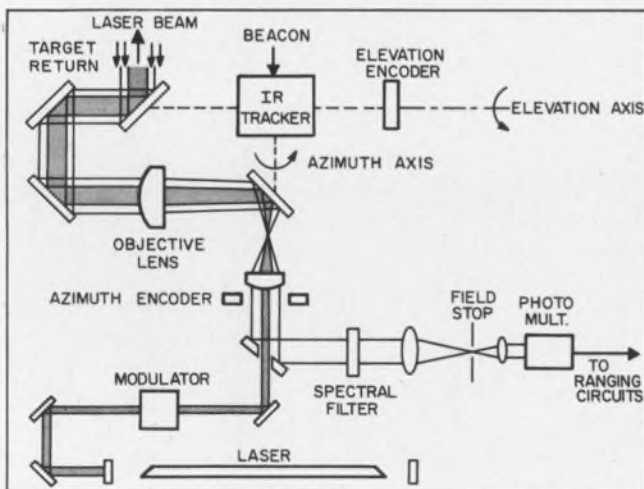 LASER BEAM
TARGET
RETURN
BEACON
ELEVATION
ENCODER
IR
TRACKER
ELEVATION AXIS
AZIMUTH AXIS
OBJECTIVE
LENS
AZIMUTH ENCODER
FIELD
STOP
PHOTO
MULT.
MODULATOR
SPECTRAL
FILTER
TO
RANGING
CIRCUITS
LASER